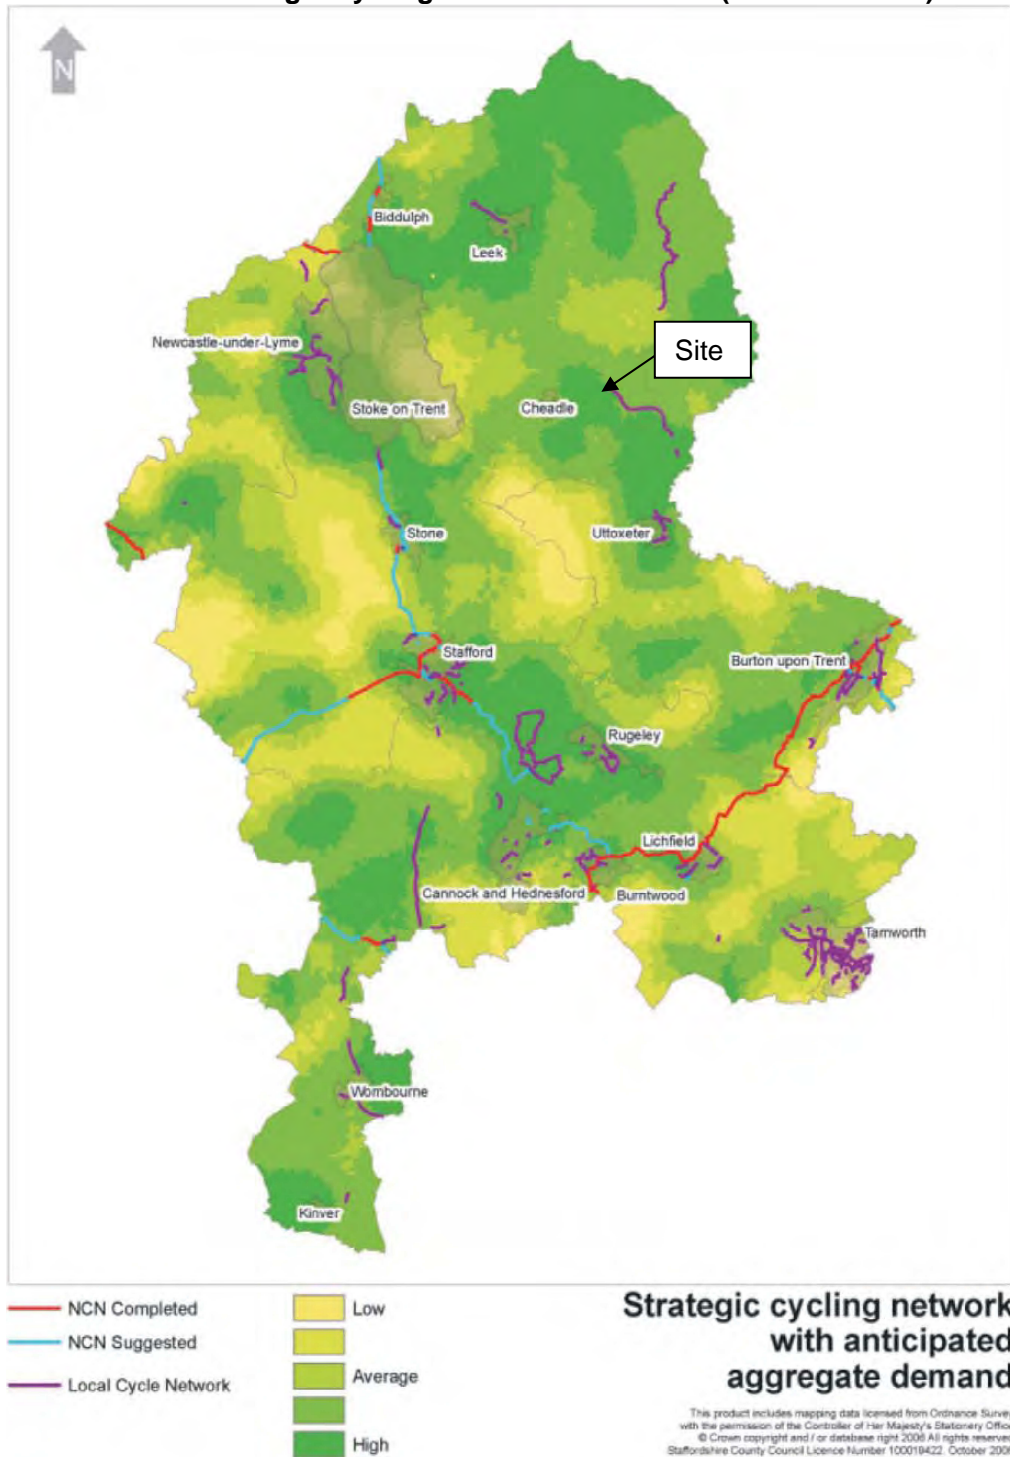 N
Biddulph
Leek
Newcastle-under-Lyme
Site
Stoke on Trent
Cheadle
Stone
Uttoxeter
Stafford
Burton upon Trent
Rugeley
Lichfield
Cannock and Hednesford
Burntwood
Tamworth
Wombourne
Kinver
NCN Completed
NCN Suggested
Local Cycle Network
Low
Average
High
Strategic cycling network
with anticipated
aggregate demand
This product includes mapping data licensed from Ordnance Survey
with the permission of the Controller of Her Majesty's Stationery Office
© Crown copyright and / or database right 2006 All rights reserved
Staffordshire County Council Licence Number 100019422. October